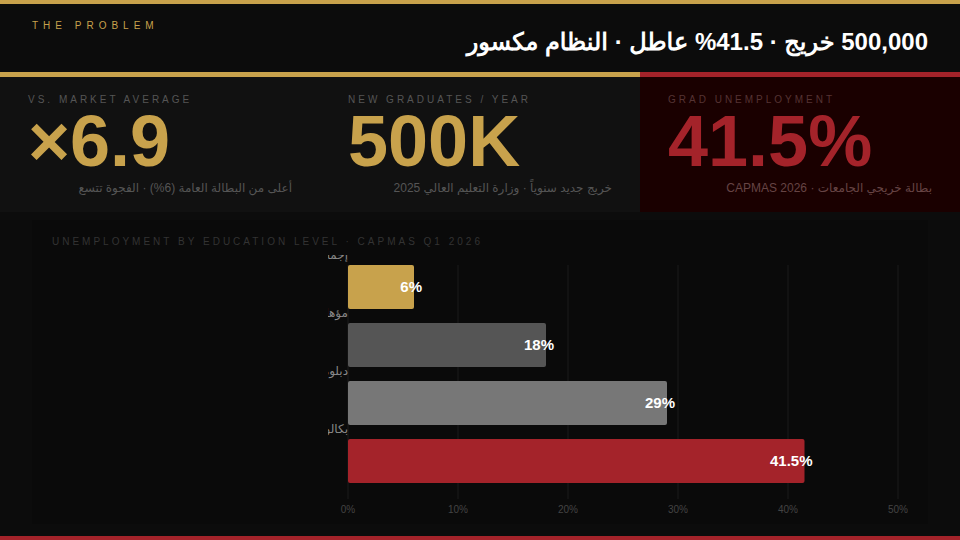 THE PROBLEM
500,000 خريج · 41.5% عاطل · النظام مكسور
VS. MARKET AVERAGE
×6.9
أعلى من البطالة العامة (6%) · الفجوة تتسع
NEW GRADUATES / YEAR
500K
خريج جديد سنوياً · وزارة التعليم العالي 2025
GRAD UNEMPLOYMENT
41.5%
بطالة خريجي الجامعات · CAPMAS 2026
UNEMPLOYMENT BY EDUCATION LEVEL · CAPMAS Q1 2026
6%
18%
29%
41.5%
0% 10% 20% 30% 40% 50%